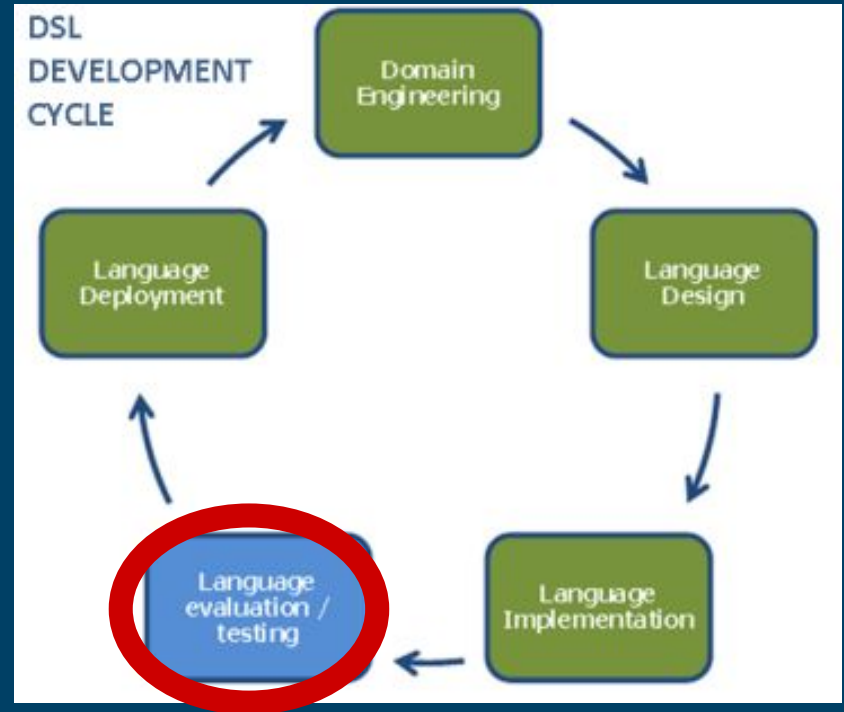 DSL
DEVELOPMENT
CYCLE
Domain
Engineering
Language
Design
Language
Implementation
Language
evaluation /
testing
Language
Deployment